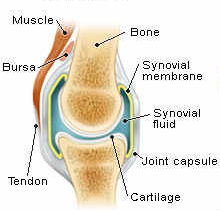 Muscle
Bone
Bursa
Synovial
membrane
Synovial
fluid
Joint capsule
Tendon
Cartilage